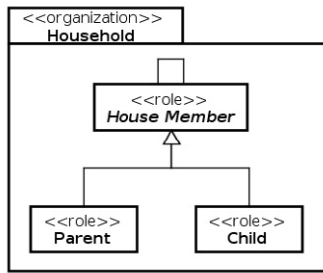 <<organization>>
Household
<<role>>
House Member
<<role>>
Parent
<<role>>
Child